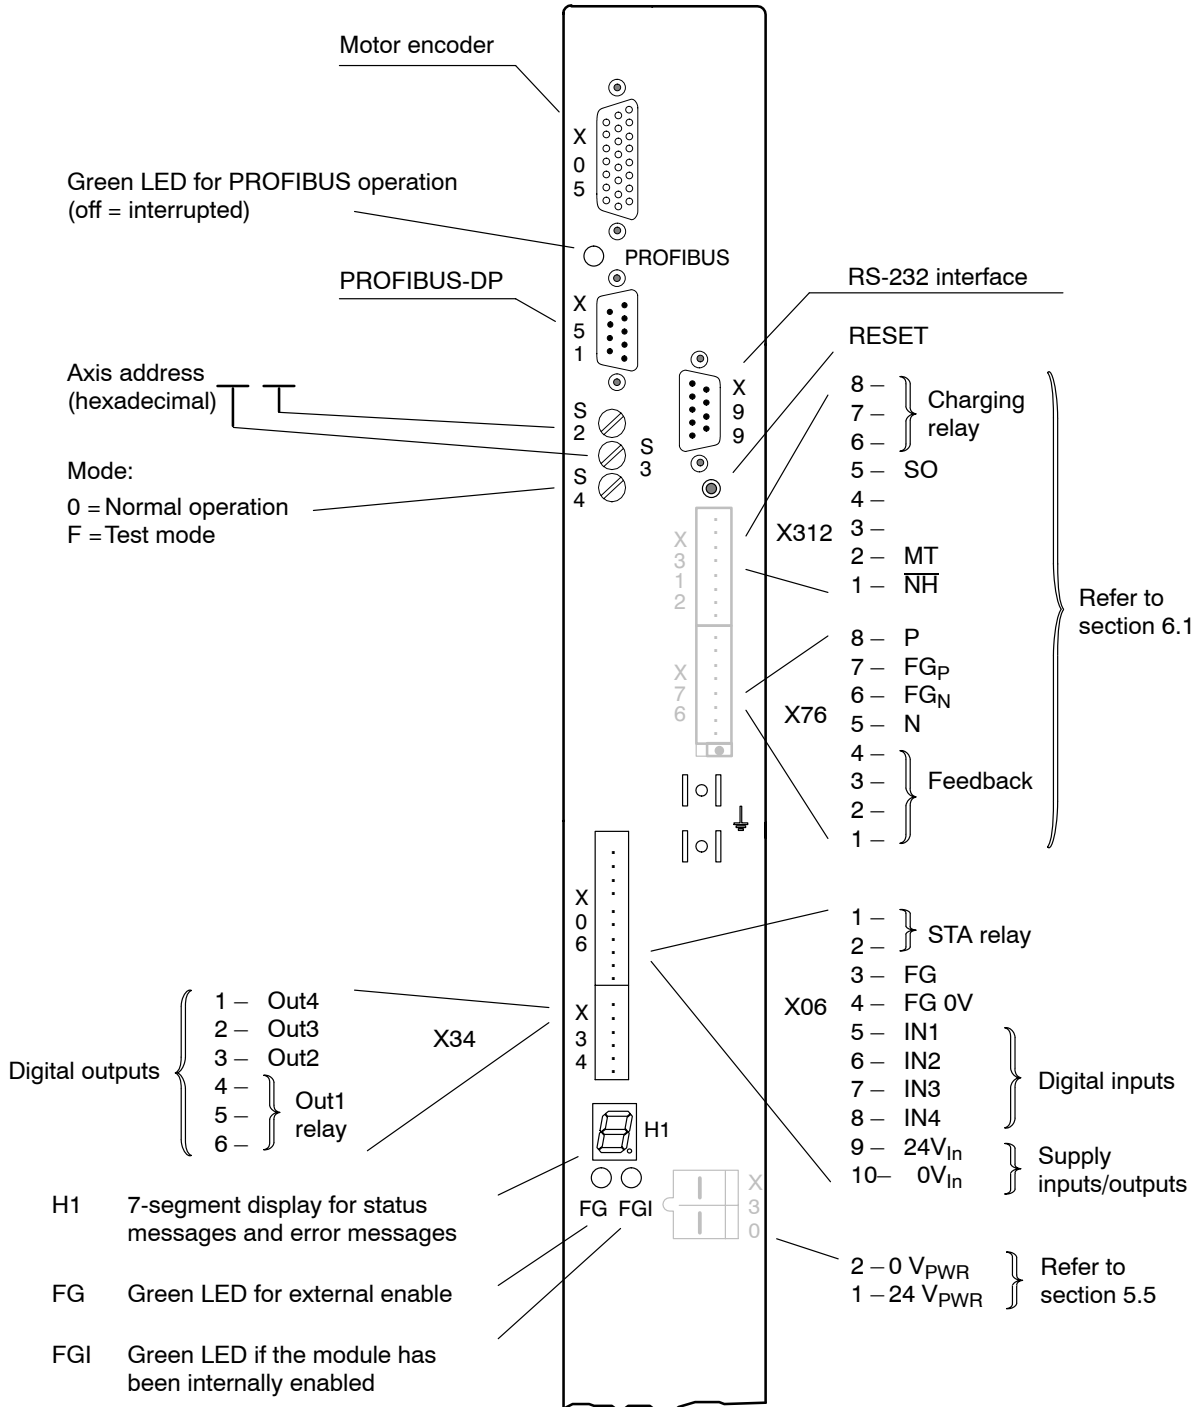 Motor encoder
X
0
5
Green LED for PROFIBUS operation
(off = interrupted)
PROFIBUS
PROFIBUS-DP
X
5
1
RS-232 interface
RESET
Axis address
(hexadecimal)
S
2
S
3
S
4
X
9
9
Mode:
0 = Normal operation
F = Test mode
X
3
1
2
X312
8 –
7 –
6 –
Charging
relay
5 – SO
4 –
3 –
2 – MT
1 – N̅H̅
Refer to
section 6.1
X
7
6
X76
8 – P
7 – FGP
6 – FGN
5 – N
4 –
3 –
2 –
1 –
Feedback
X
0
6
X06
1 –
2 –
STA relay
3 – FG
4 – FG 0V
5 – IN1
6 – IN2
7 – IN3
8 – IN4
Digital inputs
9 – 24VIn
10– 0VIn
Supply
inputs/outputs
Digital outputs
1 – Out4
2 – Out3
3 – Out2
4 –
5 –
6 –
Out1
relay
X34
X
3
4
H1
H1 7-segment display for status
messages and error messages
FG FGI
X
3
0
FG Green LED for external enable
2 – 0 VPWR
1 – 24 VPWR
Refer to
section 5.5
FGI Green LED if the module has
been internally enabled